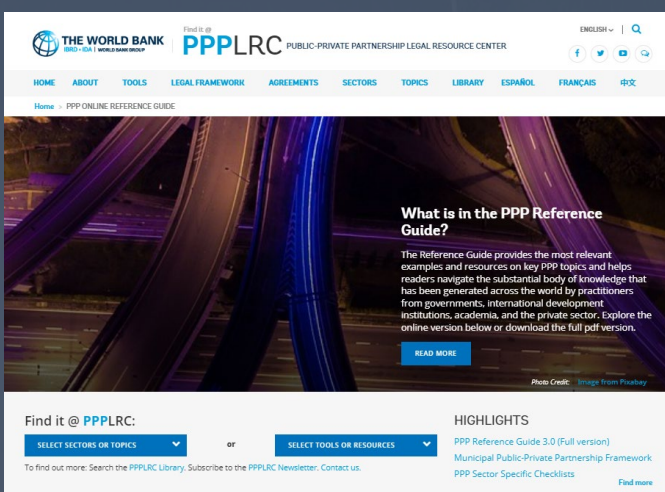 THE WORLD BANK
IBRD • IDA | WORLD BANK GROUP
Find it @
PPPLRC PUBLIC-PRIVATE PARTNERSHIP LEGAL RESOURCE CENTER
ENGLISH
HOME ABOUT TOOLS LEGAL FRAMEWORK AGREEMENTS SECTORS TOPICS LIBRARY ESPAÑOL FRANÇAIS 中文
Home » PPP ONLINE REFERENCE GUIDE
What is in the PPP Reference
Guide?
The Reference Guide provides the most relevant
examples and resources on key PPP topics and helps
readers navigate the substantial body of knowledge that
has been generated across the world by practitioners
from governments, international development
institutions, academia, and the private sector. Explore the
online version below or download the full pdf version.
READ MORE
Photo Credit: Image from Pixabay
Find it @ PPPLRC:
SELECT SECTORS OR TOPICS or SELECT TOOLS OR RESOURCES
To find out more: Search the PPPLRC Library. Subscribe to the PPPLRC Newsletter. Contact us.
HIGHLIGHTS
PPP Reference Guide 3.0 (Full version)
Municipal Public-Private Partnership Framework
PPP Sector Specific Checklists
Find more